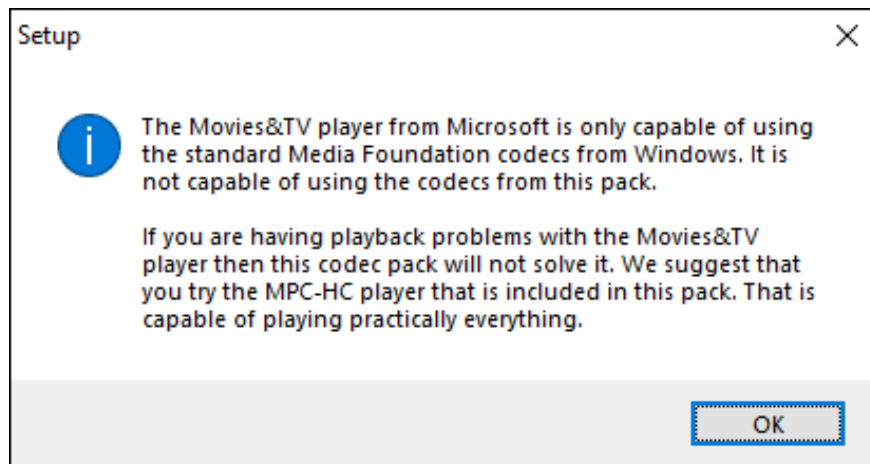 Setup
The Movies&TV player from Microsoft is only capable of using
the standard Media Foundation codecs from Windows. It is
not capable of using the codecs from this pack.
If you are having playback problems with the Movies&TV
player then this codec pack will not solve it. We suggest that
you try the MPC-HC player that is included in this pack. That is
capable of playing practically everything.
OK